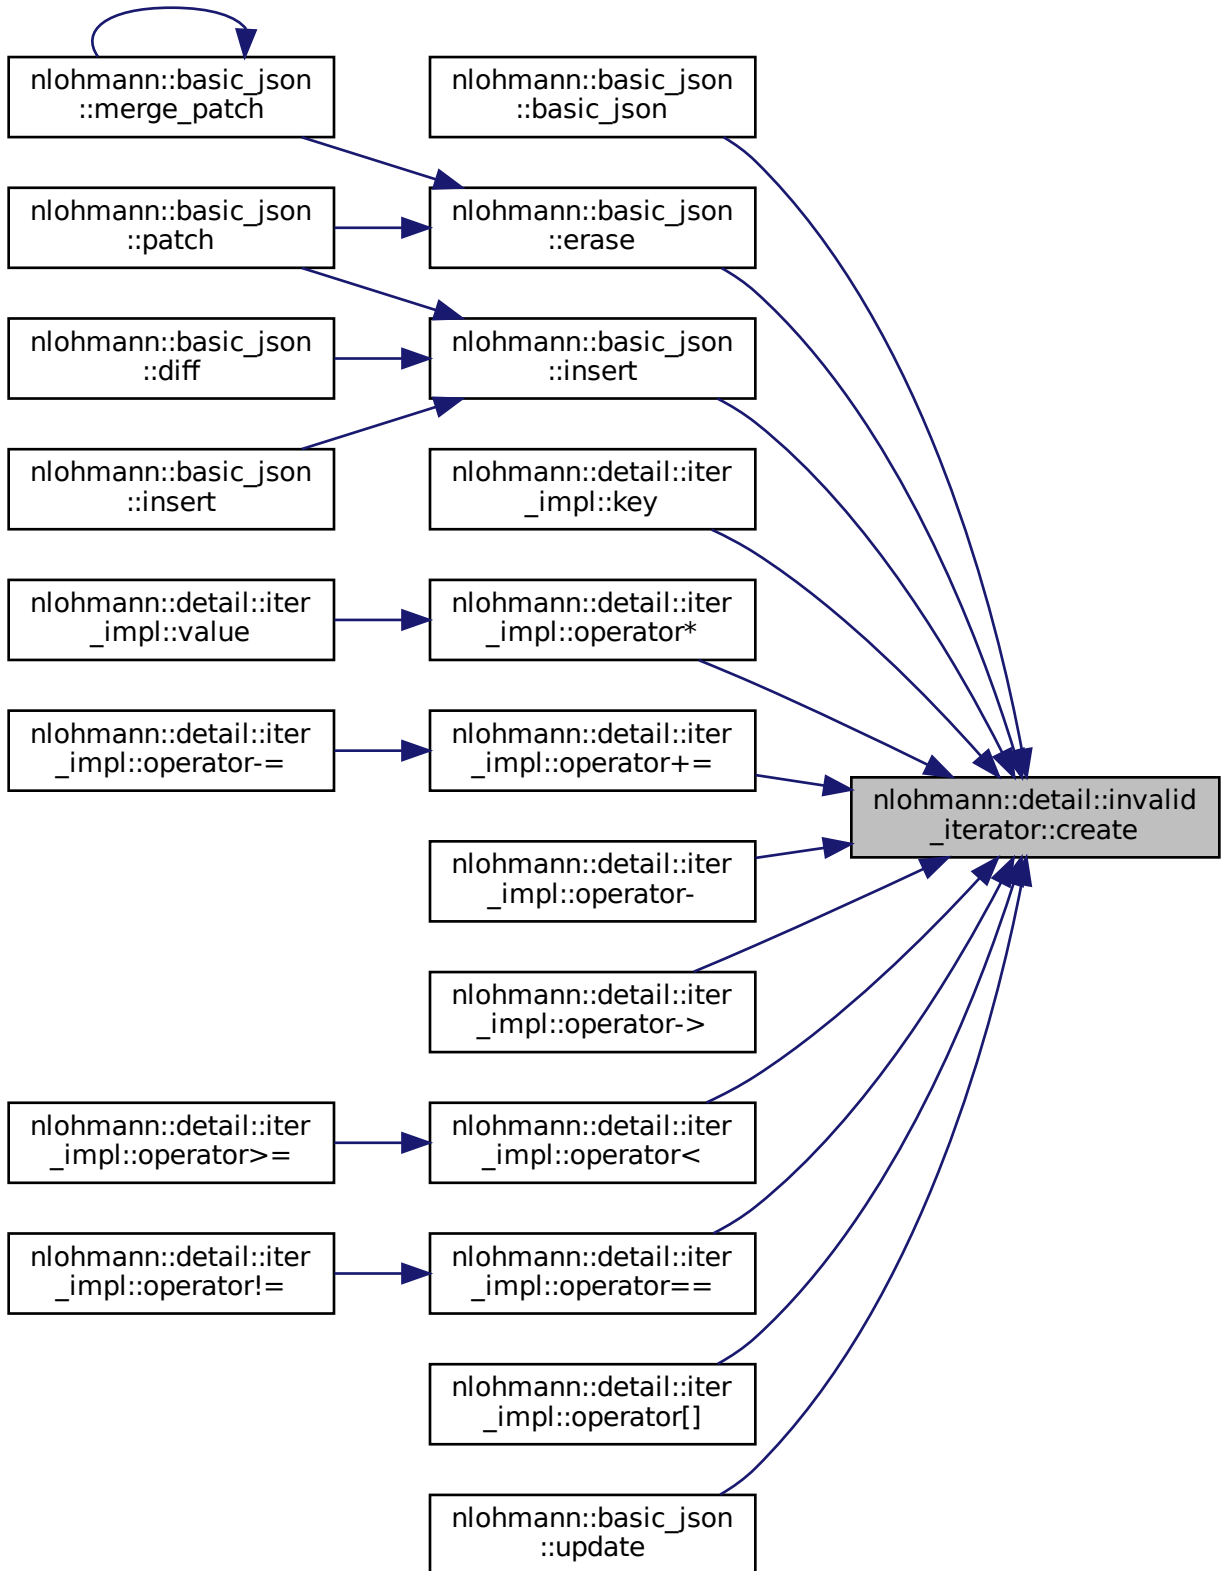 nlohmann::basic_json
::merge_patch
nlohmann::basic_json
::basic_json
nlohmann::basic_json
::patch
nlohmann::basic_json
::erase
nlohmann::basic_json
::diff
nlohmann::basic_json
::insert
nlohmann::basic_json
::insert
nlohmann::detail::iter
_impl::key
nlohmann::detail::iter
_impl::value
nlohmann::detail::iter
_impl::operator*
nlohmann::detail::iter
_impl::operator-=
nlohmann::detail::iter
_impl::operator+=
nlohmann::detail::invalid
_iterator::create
nlohmann::detail::iter
_impl::operator-
nlohmann::detail::iter
_impl::operator->
nlohmann::detail::iter
_impl::operator>=
nlohmann::detail::iter
_impl::operator<
nlohmann::detail::iter
_impl::operator!=
nlohmann::detail::iter
_impl::operator==
nlohmann::detail::iter
_impl::operator[]
nlohmann::basic_json
::update